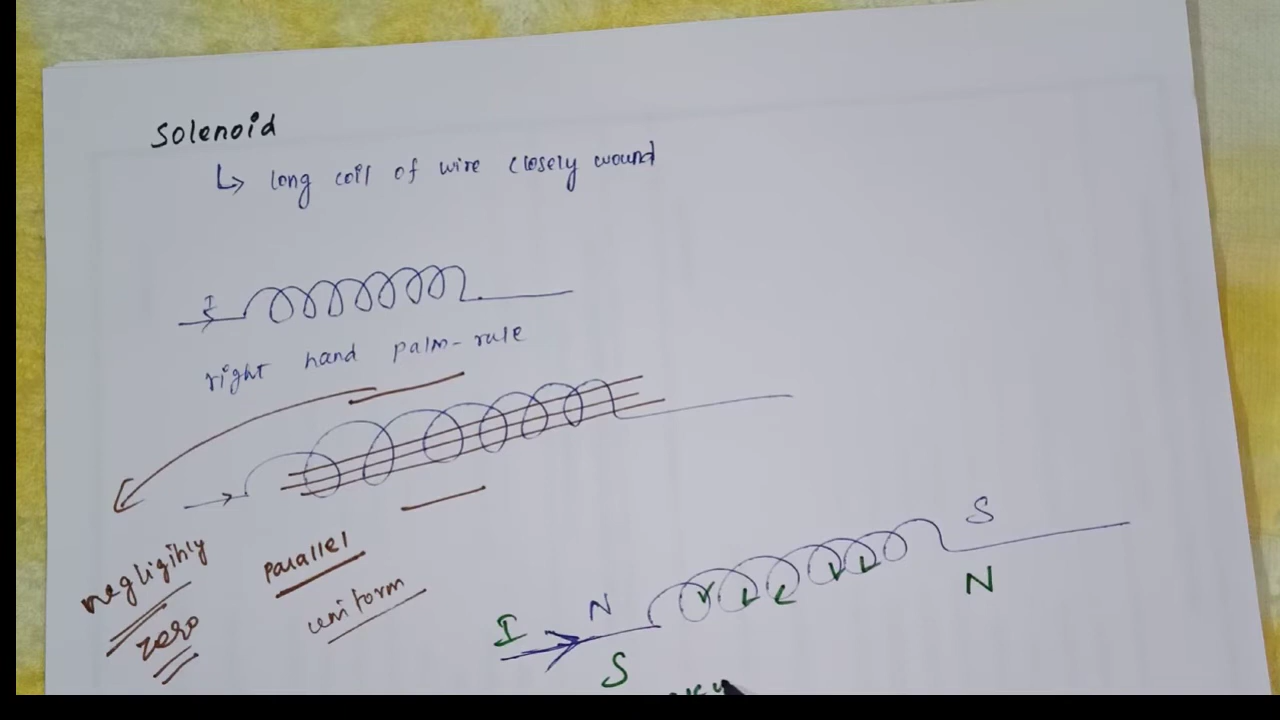 Solenoid
↳ long coil of wire closely wound
I
right hand palm-rule
negligibly
zero
parallel
uniform
I
N
S
S
N